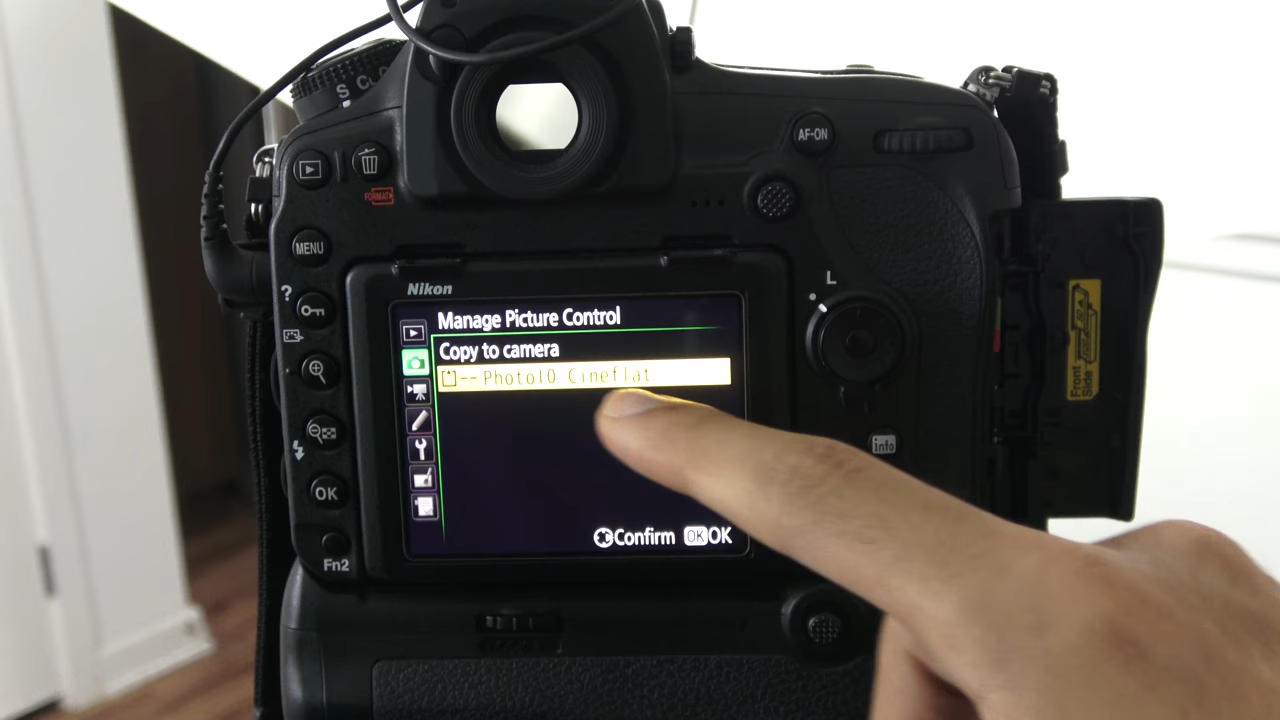 S
FORMAT
AF-ON
MENU
?
L
Nikon
Manage Picture Control
Copy to camera
-- Photo10 Cineflat
Confirm OK OK
info
OK
Fn2
Front
Side